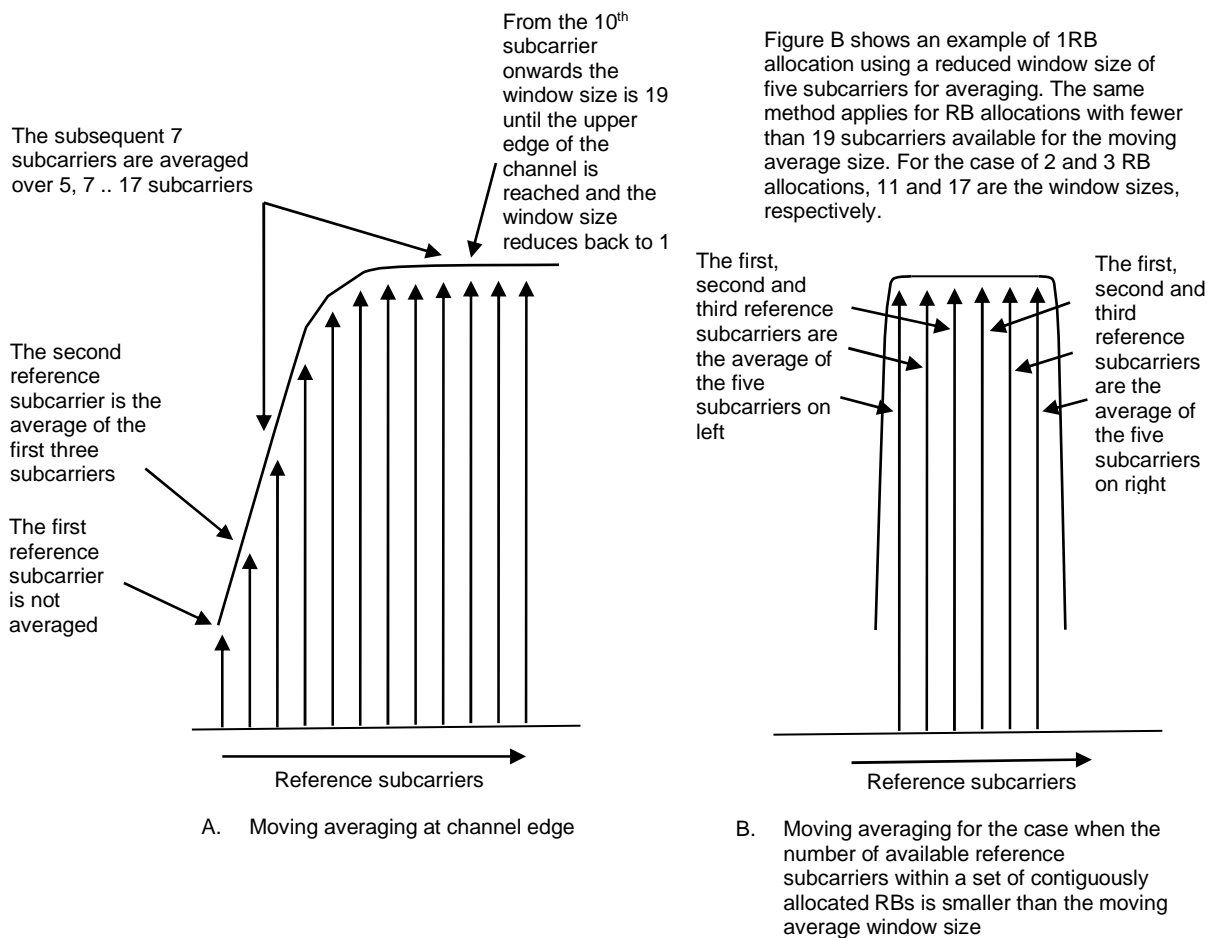 From the 10th
subcarrier
onwards the
window size is 19
until the upper
edge of the
channel is
reached and the
window size
reduces back to 1
The subsequent 7
subcarriers are averaged
over 5, 7 .. 17 subcarriers
The second
reference
subcarrier is the
average of the
first three
subcarriers
The first
reference
subcarrier
is not
averaged
Reference subcarriers
A. Moving averaging at channel edge
Figure B shows an example of 1RB
allocation using a reduced window size of
five subcarriers for averaging. The same
method applies for RB allocations with fewer
than 19 subcarriers available for the moving
average size. For the case of 2 and 3 RB
allocations, 11 and 17 are the window sizes,
respectively.
The first,
second and
third reference
subcarriers are
the average of
the five
subcarriers on
left
The first,
second and
third
reference
subcarriers
are the
average of
the five
subcarriers
on right
Reference subcarriers
B. Moving averaging for the case when the
number of available reference
subcarriers within a set of contiguously
allocated RBs is smaller than the moving
average window size